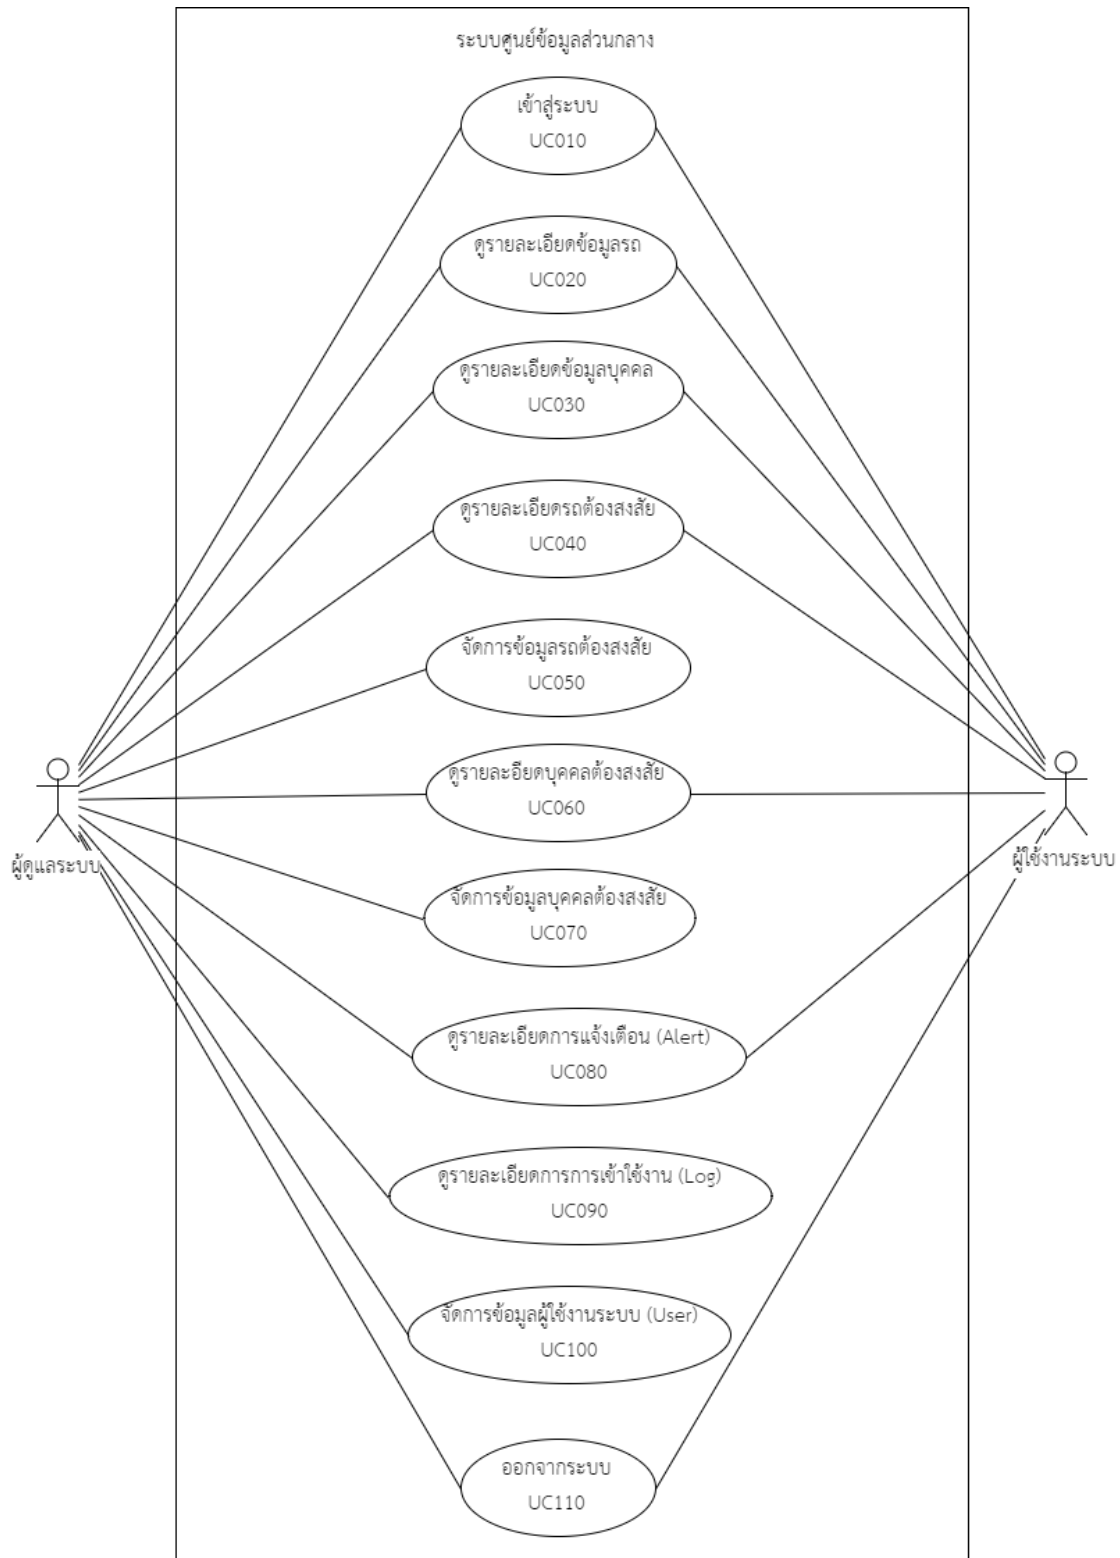 ระบบศูนย์ข้อมูลส่วนกลาง
เข้าสู่ระบบ
UC010
ดูรายละเอียดข้อมูลรถ
UC020
ดูรายละเอียดข้อมูลบุคคล
UC030
ดูรายละเอียดรถต้องสงสัย
UC040
จัดการข้อมูลรถต้องสงสัย
UC050
ดูรายละอียดบุคคลต้องสงสัย
UC060
ผู้ดูแลระบบ
ผู้ใช้งานระบบ
จัดการข้อมูลบุคคลต้องสงสัย
UC070
ดูรายละเอียดการแจ้งเตือน (Alert)
UC080
ดูรายละเอียดการการเข้าใช้งาน (Log)
UC090
จัดการข้อมูลผู้ใช้งานระบบ (User)
UC100
ออกจากระบบ
UC110